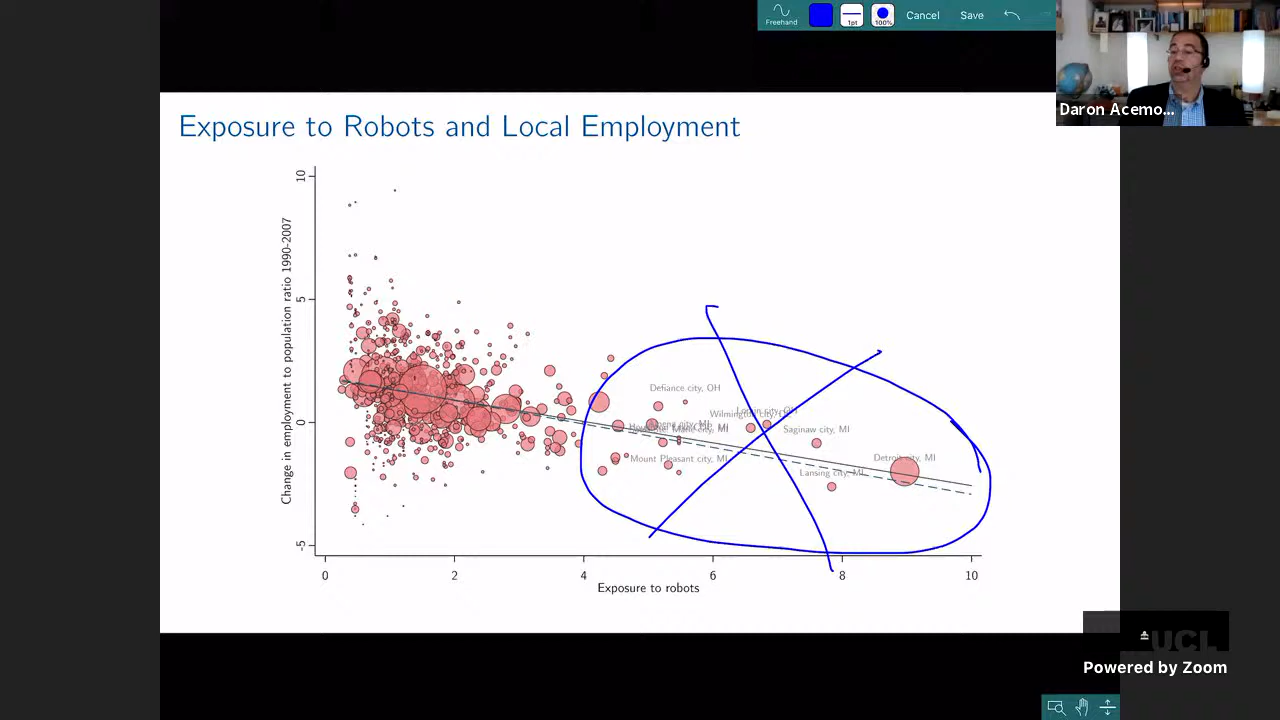 Freehand
1pt
100%
Cancel
Save
Daron Acemo...
Exposure to Robots and Local Employment
Change in employment to population ratio 1990-2007
10
5
0
-5
Defiance city, OH
Wilmington
Saginaw city, MI
Mount Pleasant city, MI
Detroit city, MI
Lansing city, MI
0
2
4
6
8
10
Exposure to robots
UCL
Powered by Zoom